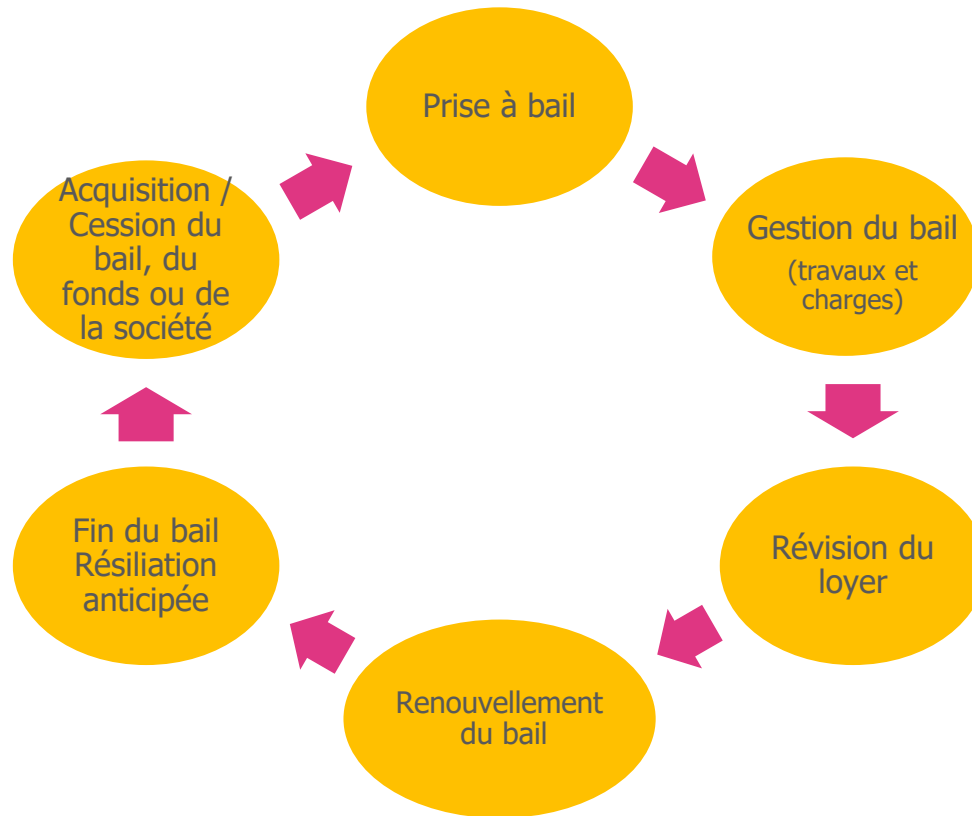 Prise à bail
Gestion du bail
(travaux et
charges)
Révision du
loyer
Renouvellement
du bail
Fin du bail
Résiliation
anticipée
Acquisition /
Cession du
bail, du
fonds ou de
la société